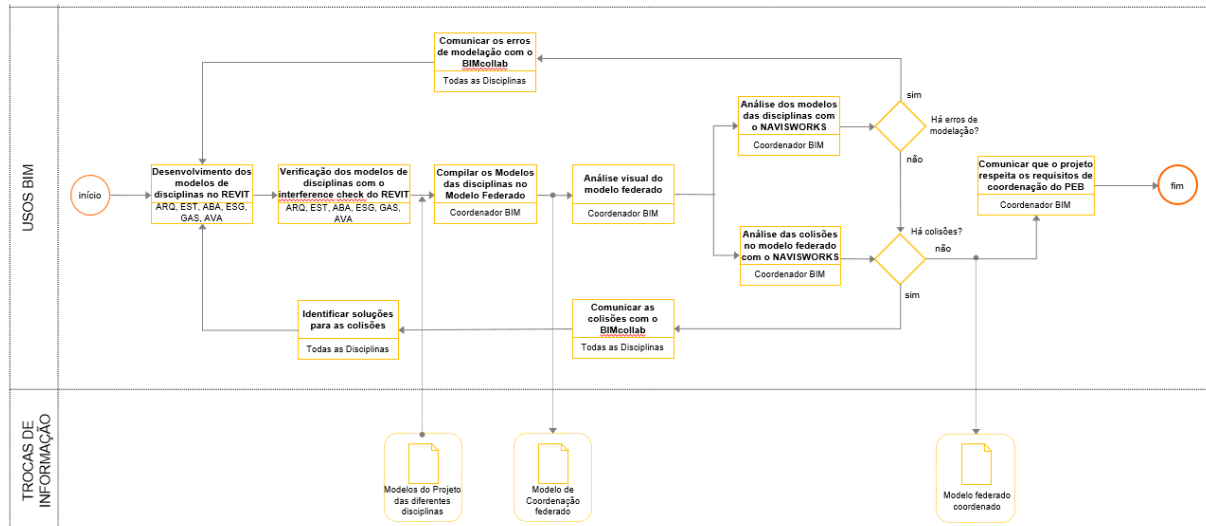 USOS BIM
Comunicar os erros
de modelação com o
BIMcollab
Todas as Disciplinas
sim
Análise dos modelos
das disciplinas com
o NAVISWORKS
Coordenador BIM
Há erros de
modelação?
não
início
Desenvolvimento dos
modelos de
disciplinas no REVIT
ARQ, EST, ABA, ESG,
GAS, AVA
Verificação dos modelos de
disciplinas com o
interference check do REVIT
ARQ, EST, ABA, ESG, GAS,
AVA
Compilar os Modelos
das disciplinas no
Modelo Federado
Coordenador BIM
Análise visual do
modelo federado
Coordenador BIM
Comunicar que o projeto
respeita os requisitos de
coordenação do PEB
Coordenador BIM
fim
Análise das colisões
no modelo federado
com o NAVISWORKS
Coordenador BIM
Há colisões?
não
sim
Identificar soluções
para as colisões
Todas as Disciplinas
Comunicar as
colisões com o
BIMcollab
Todas as Disciplinas
TROCAS DE
INFORMAÇÃO
Modelos do Projeto
das diferentes
disciplinas
Modelo de
Coordenação
federado
Modelo federado
coordenado